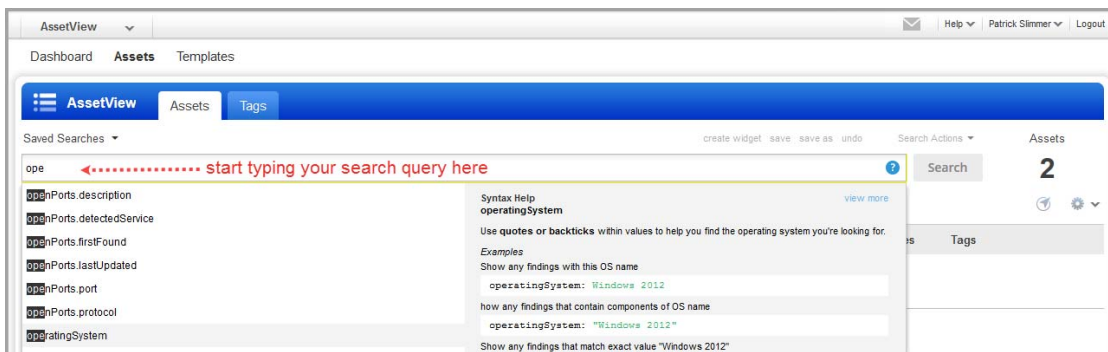 AssetView
Help Patrick Slimmer Logout
Dashboard Assets Templates
AssetView Assets Tags
Saved Searches create widget save save as undo Search Actions Assets
ope start typing your search query here ? Search 2
openPorts.description
openPorts.detectedService
openPorts.firstFound
openPorts.lastUpdated
openPorts.port
openPorts.protocol
operatingSystem
Syntax Help view more
operatingSystem
Use quotes or backticks within values to help you find the operating system you're looking for.
Examples
Show any findings with this OS name
operatingSystem: Windows 2012
how any findings that contain components of OS name
operatingSystem: "Windows 2012"
Show any findings that match exact value "Windows 2012"
es Tags